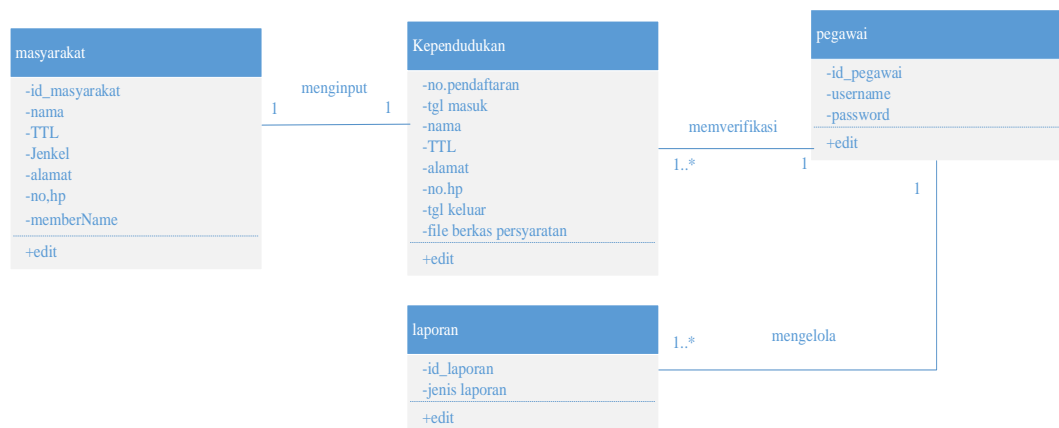 masyarakat
-id_masyarakat
-nama
-TTL
-Jenkel
-alamat
-no,hp
-memberName
+edit
menginput
1
1
Kependudukan
-no.pendaftaran
-tgl masuk
-nama
-TTL
-alamat
-no.hp
-tgl keluar
-file berkas persyaratan
+edit
memverifikasi
1..*
1
pegawai
-id_pegawai
-username
-password
+edit
1
laporan
-id_laporan
-jenis laporan
+edit
1..*
mengelola